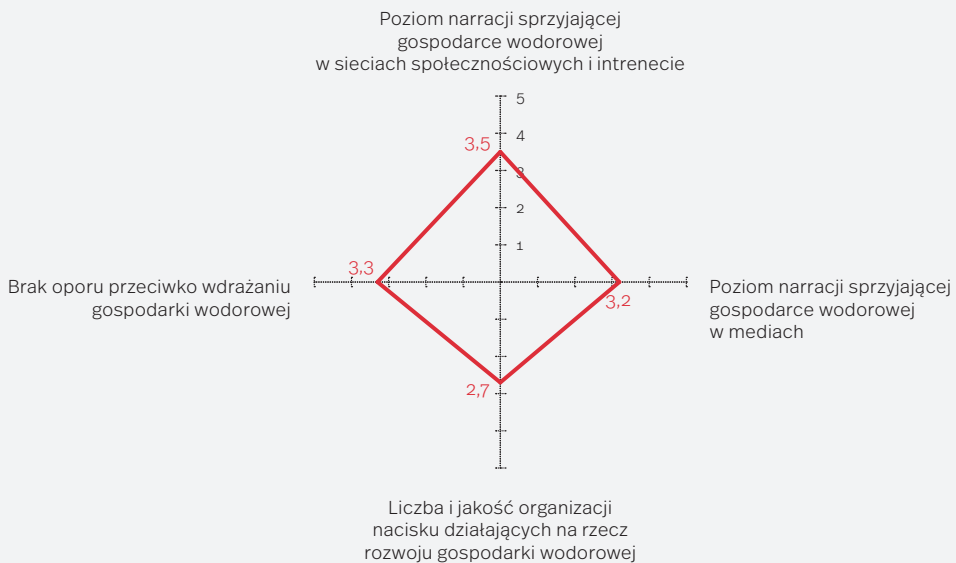 Poziom narracji sprzyjającej
gospodarce wodorowej
w sieciach społecznościowych i intrenecie
5
4
3,5
3
2
1
3,3
Brak oporu przeciwko wdrażaniu
gospodarki wodorowej
3,2
Poziom narracji sprzyjającej
gospodarce wodorowej
w mediach
2,7
Liczba i jakość organizacji
nacisku działających na rzecz
rozwoju gospodarki wodorowej